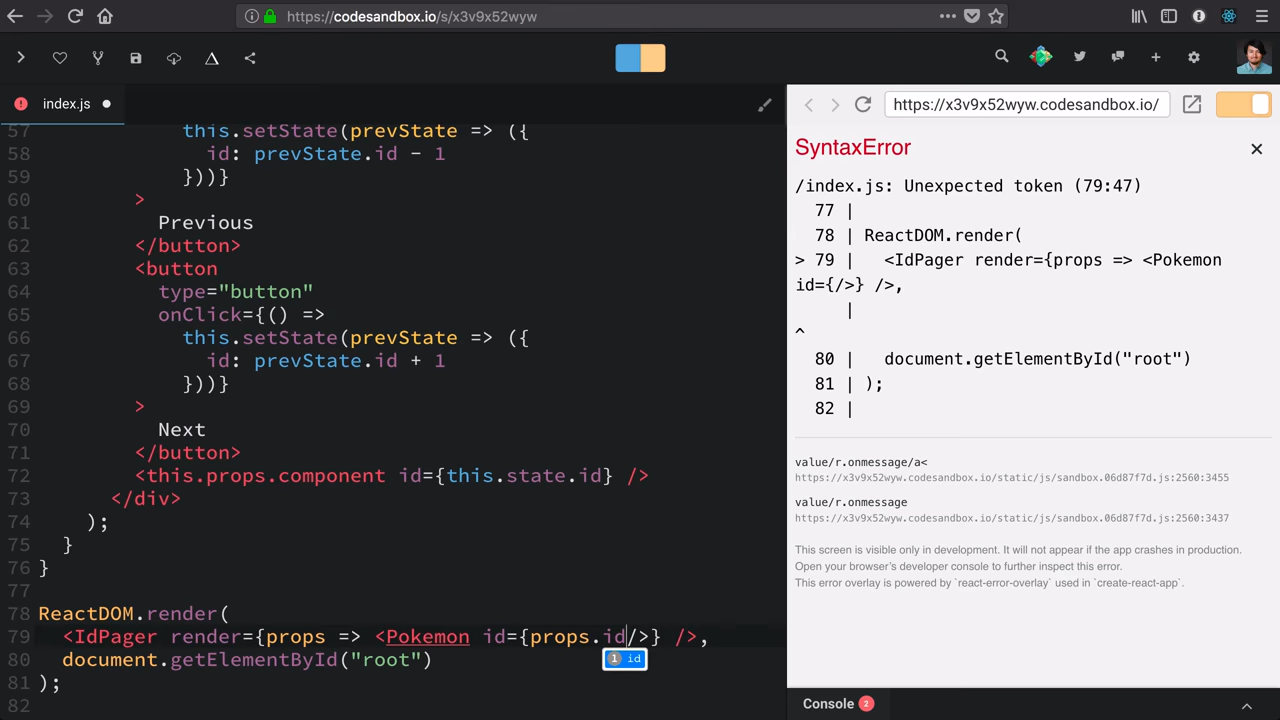 https://codesandbox.io/s/x3v9x52wyw
index.js
57 this.setState(prevState => ({
58 id: prevState.id - 1
59 }))}
60 >
61 Previous
62 </button>
63 <button
64 type="button"
65 onClick={() =>
66 this.setState(prevState => ({
67 id: prevState.id + 1
68 }))}
69 >
70 Next
71 </button>
72 <this.props.component id={this.state.id} />
73 </div>
74 );
75 }
76 }
77
78 ReactDOM.render(
79 <IdPager render={props => <Pokemon id={props.id/>} />,
1 id
80 document.getElementById("root")
81 );
82
https://x3v9x52wyw.codesandbox.io/
SyntaxError
/index.js: Unexpected token (79:47)
77 |
78 | ReactDOM.render(
> 79 | <IdPager render={props => <Pokemon
id={/>} />,
|
^
80 | document.getElementById("root")
81 | );
82 |
value/r.onmessage/a<
https://x3v9x52wyw.codesandbox.io/static/js/sandbox.06d87f7d.js:2560:3455
value/r.onmessage
https://x3v9x52wyw.codesandbox.io/static/js/sandbox.06d87f7d.js:2560:3437
This screen is visible only in development. It will not appear if the app crashes in production.
Open your browser’s developer console to further inspect this error.
This error overlay is powered by `react-error-overlay` used in `create-react-app`.
Console 2